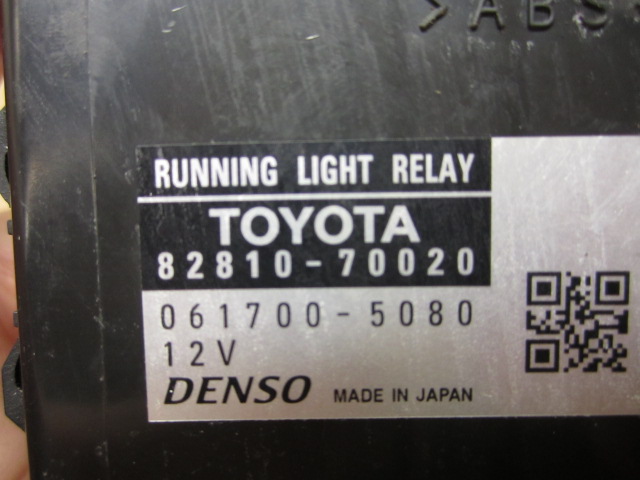 >ABS
RUNNING LIGHT RELAY
TOYOTA
82810-70020
061700-5080
12V
DENSO MADE IN JAPAN